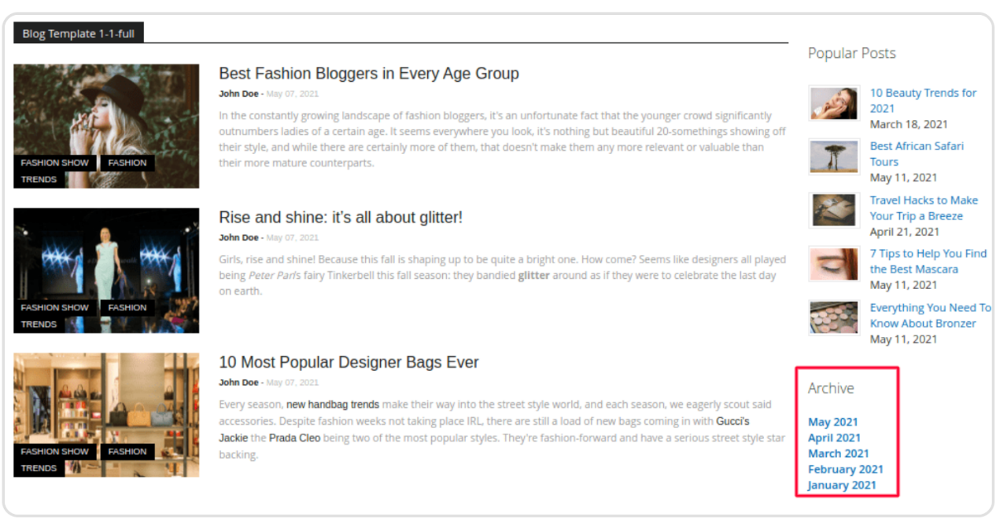 Blog Template 1-1-full
FASHION SHOW
FASHION
TRENDS
Best Fashion Bloggers in Every Age Group
John Doe - May 07, 2021
In the constantly growing landscape of fashion bloggers, it's an unfortunate fact that the younger crowd significantly
outnumbers ladies of a certain age. It seems everywhere you look, it's nothing but beautiful 20-somethings showing off
their style, and while there are certainly more of them, that doesn't make them any more relevant or valuable than
their more mature counterparts.
FASHION SHOW
FASHION
TRENDS
Rise and shine: it's all about glitter!
John Doe - May 07, 2021
Girls, rise and shine! Because this fall is shaping up to be quite a bright one. How come? Seems like designers all played
being Peter Pan's fairy Tinkerbell this fall season: they bandied glitter around as if they were to celebrate the last day
on earth.
FASHION SHOW
FASHION
TRENDS
10 Most Popular Designer Bags Ever
John Doe - May 07, 2021
Every season, new handbag trends make their way into the street style world, and each season, we eagerly scout said
accessories. Despite fashion weeks not taking place IRL, there are still a load of new bags coming in with Gucci's
Jackie the Prada Cleo being two of the most popular styles. They're fashion-forward and have a serious street style star
backing.
Popular Posts
10 Beauty Trends for
2021
March 18, 2021
Best African Safari
Tours
May 11, 2021
Travel Hacks to Make
Your Trip a Breeze
April 21, 2021
7 Tips to Help You Find
the Best Mascara
May 11, 2021
Everything You Need To
Know About Bronzer
May 11, 2021
Archive
May 2021
April 2021
March 2021
February 2021
January 2021